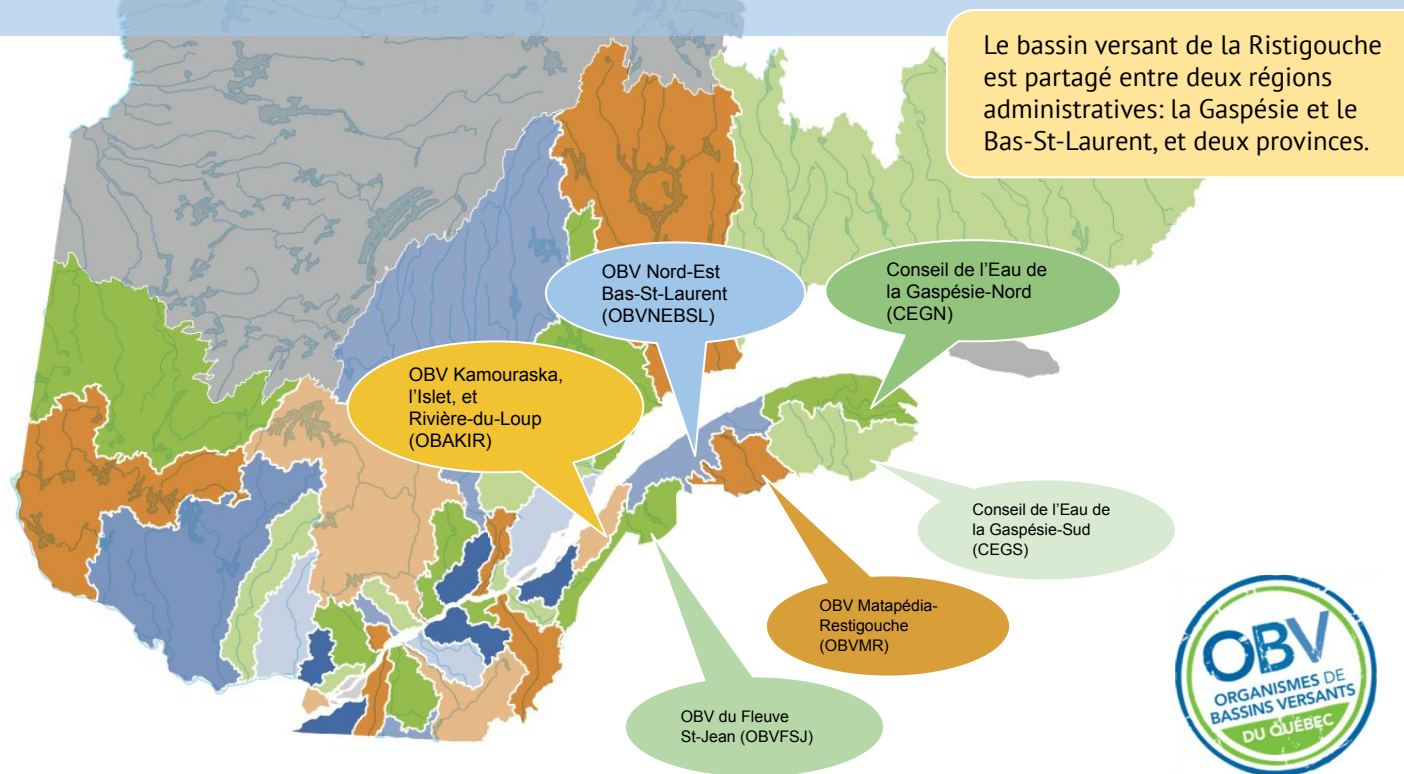 Le bassin versant de la Ristigouche
est partagé entre deux régions
administratives: la Gaspésie et le
Bas-St-Laurent, et deux provinces.
OBV Nord-Est
Bas-St-Laurent
(OBVNEBSL)
Conseil de l’Eau de
la Gaspésie-Nord
(CEGN)
OBV Kamouraska,
l’Islet, et
Rivière-du-Loup
(OBAKIR)
Conseil de l’Eau de
la Gaspésie-Sud
(CEGS)
OBV Matapédia-
Restigouche
(OBVMR)
OBV du Fleuve
St-Jean (OBVFSJ)
OBV
ORGANISMES DE
BASSINS VERSANTS
DU QUÉBEC